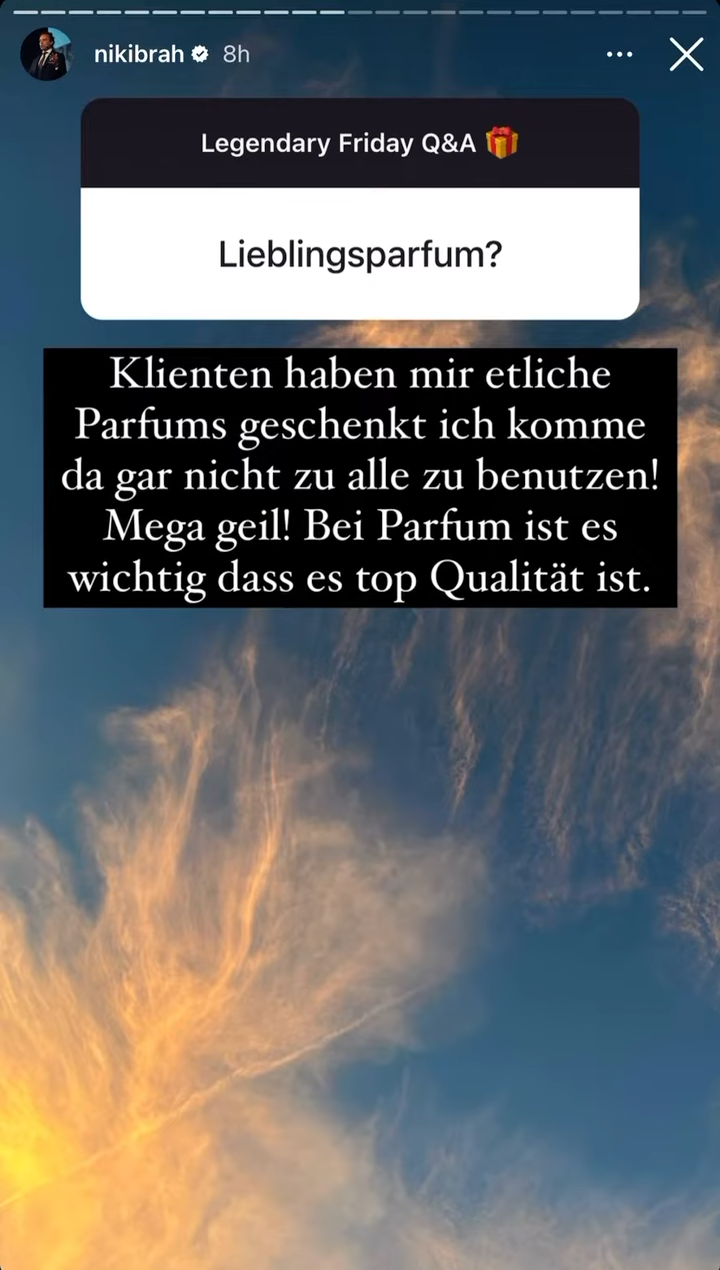 nikibrah 8h
Legendary Friday Q&A 🎁
Lieblingsparfum?
Klienten haben mir etliche
Parfums geschenkt ich komme
da gar nicht zu alle zu benutzen!
Mega geil! Bei Parfum ist es
wichtig dass es top Qualität ist.